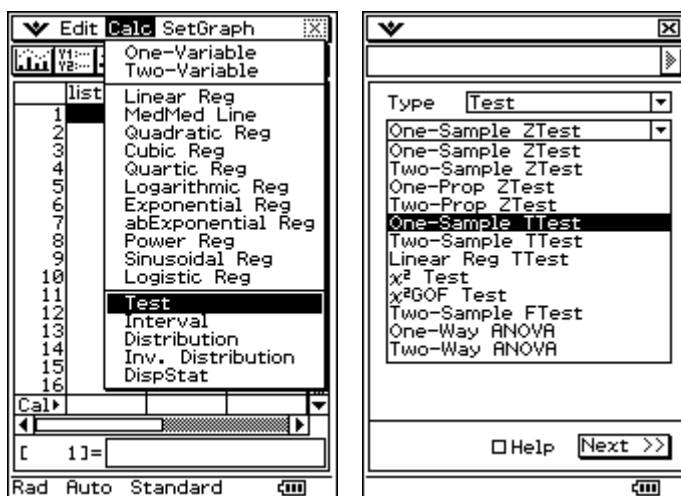 Edit Calc SetGraph
One-Variable
Two-Variable
list
Linear Reg
MedMed Line
Quadratic Reg
Cubic Reg
Quartic Reg
Logarithmic Reg
Exponential Reg
abExponential Reg
Power Reg
Sinusoidal Reg
Logistic Reg
Test
Interval
Distribution
Inv. Distribution
DispStat
1
2
3
4
5
6
7
8
9
10
11
12
13
14
15
16
Cal▸
[ 1]=
Rad Auto Standard
Type Test
One-Sample ZTest
One-Sample ZTest
Two-Sample ZTest
One-Prop ZTest
Two-Prop ZTest
One-Sample TTest
Two-Sample TTest
Linear Reg TTest
χ² Test
χ²GOF Test
Two-Sample FTest
One-Way ANOVA
Two-Way ANOVA
Help Next >>